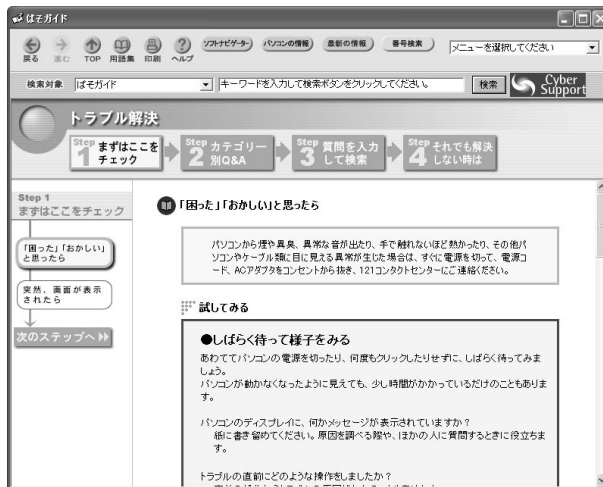 ぱそガイド
戻る 進む TOP 用語集 印刷 ヘルプ ソフトナビゲーター パソコンの情報 最新の情報 番号検索 メニューを選択してください
検索対象 ぱそガイド キーワードを入力して検索ボタンをクリックしてください。 検索 Cyber Support
トラブル解決
Step 1 まずはここをチェック
Step 2 カテゴリー別Q&A
Step 3 質問を入力して検索
Step 4 それでも解決しない時は
Step 1
まずはここをチェック
「困った」「おかしい」
と思ったら
突然、画面が表示
されたら
次のステップへ
「困った」「おかしい」と思ったら
パソコンから煙や異臭、異常な音が出たり、手で触れないほど熱かったり、その他パ
ソコンやケーブル類に目に見える異常が生じた場合は、すぐに電源を切って、電源コ
ード、ACアダプタをコンセントから抜き、121コンタクトセンターにご連絡ください。
試してみる
●しばらく待って様子をみる
あわててパソコンの電源を切ったり、何度もクリックしたりせずに、しばらく待ってみま
しょう。
パソコンが動かなくなったように見えても、少し時間がかかっているだけのこともありま
す。
パソコンのディスプレイに、何かメッセージが表示されていますか？
紙に書き留めてください。原因を調べる際や、ほかの人に質問するときに役立ちま
す。
トラブルの直前にどのような操作をしましたか？